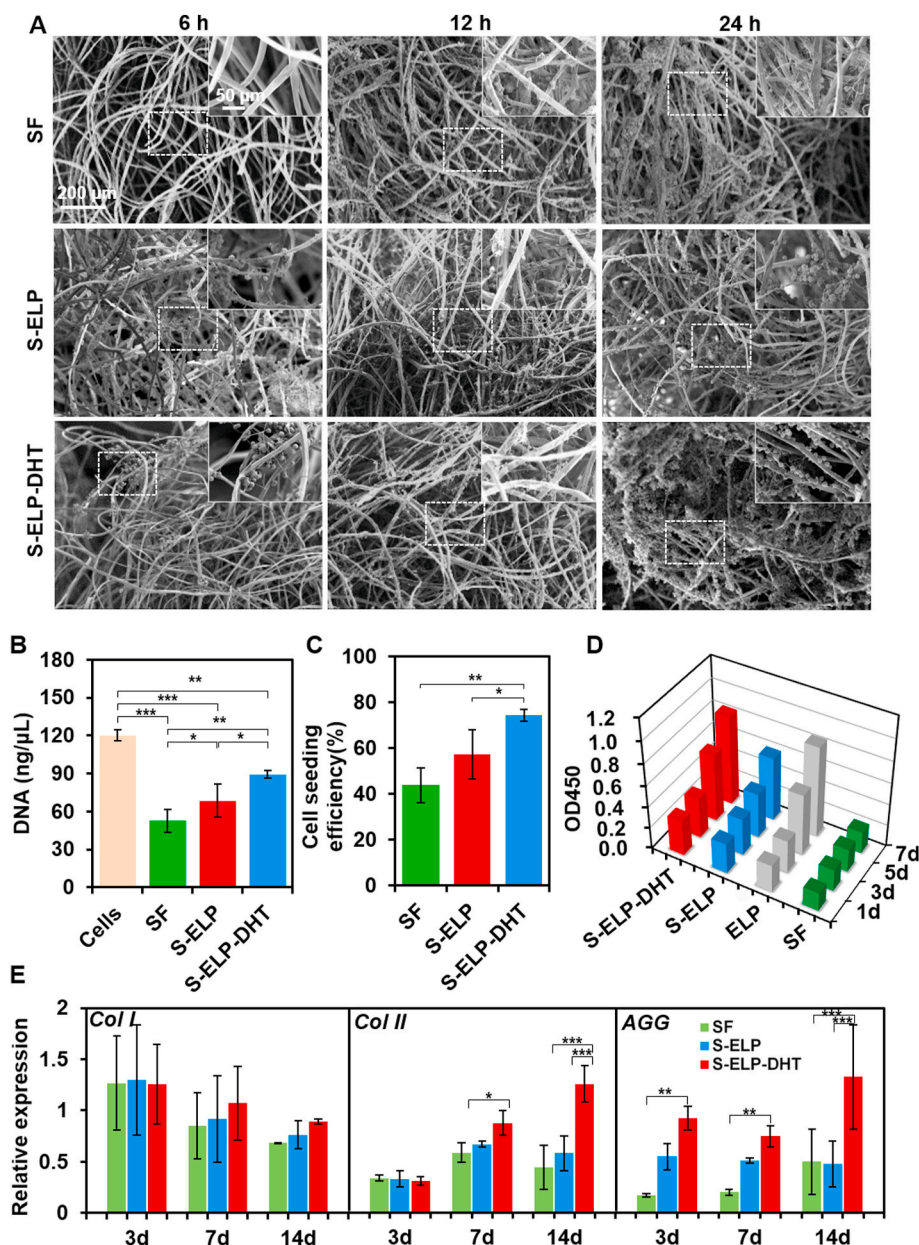 A
6 h
12 h
24 h
SF
50 μm
200 μm
S-ELP
S-ELP-DHT
B
DNA (ng/μL)
180
150
120
90
60
30
0
**
***
***
**
*
*
Cells
SF
S-ELP
S-ELP-DHT
C
Cell seeding
efficiency(%)
100
80
60
40
20
0
**
*
SF
S-ELP
S-ELP-DHT
D
OD450
1.2
1.0
0.8
0.6
0.4
0.2
0.0
S-ELP-DHT
S-ELP
ELP
SF
7d
5d
3d
1d
E
Relative expression
2
1.5
1
0.5
0
Col I
Col II
AGG
SF
S-ELP
S-ELP-DHT
*
***
***
**
**
***
***
3d
7d
14d
3d
7d
14d
3d
7d
14d